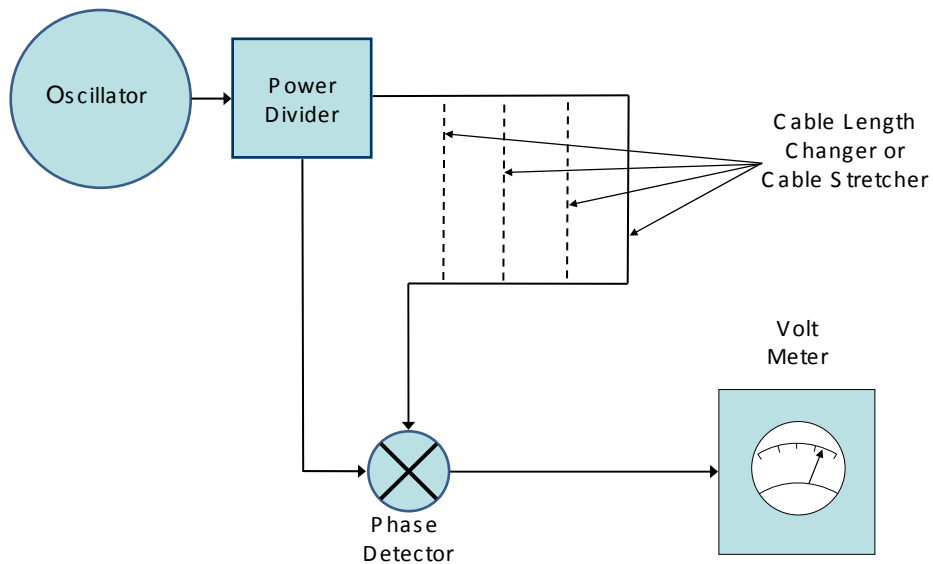 Oscillator
Power
Divider
Cable Length
Changer or
Cable Stretcher
Volt
Meter
Phase
Detector